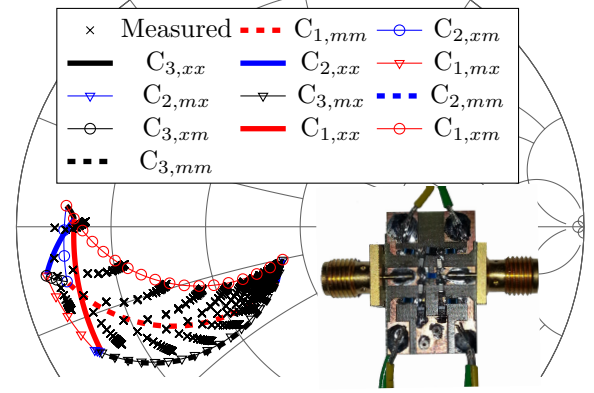 Measured C1,mm C2,xm
C3,xx C2,xx C1,mx
C2,mx C3,mx C2,mm
C3,xm C1,xx C1,xm
C3,mm